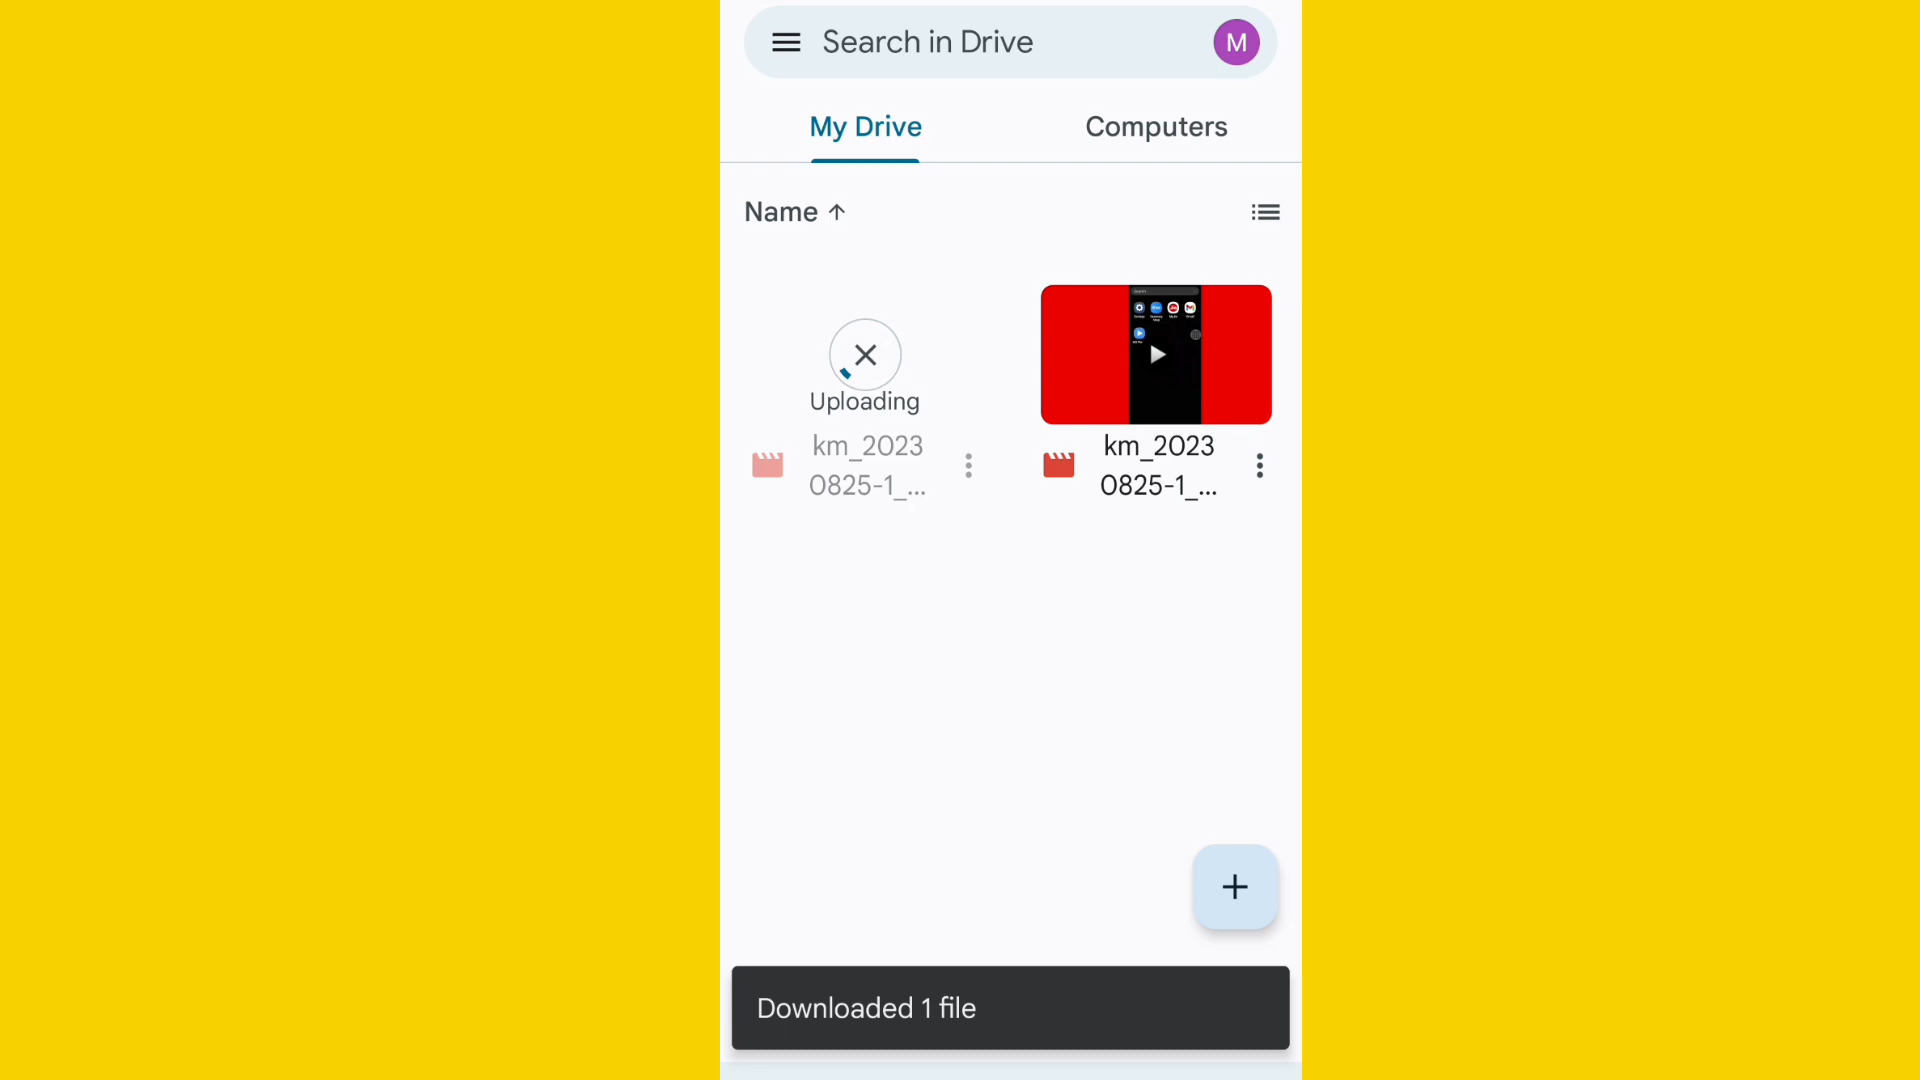 Search in Drive
M
My Drive
Computers
Name
Uploading
km_2023
0825-1_...
km_2023
0825-1_...
Downloaded 1 file